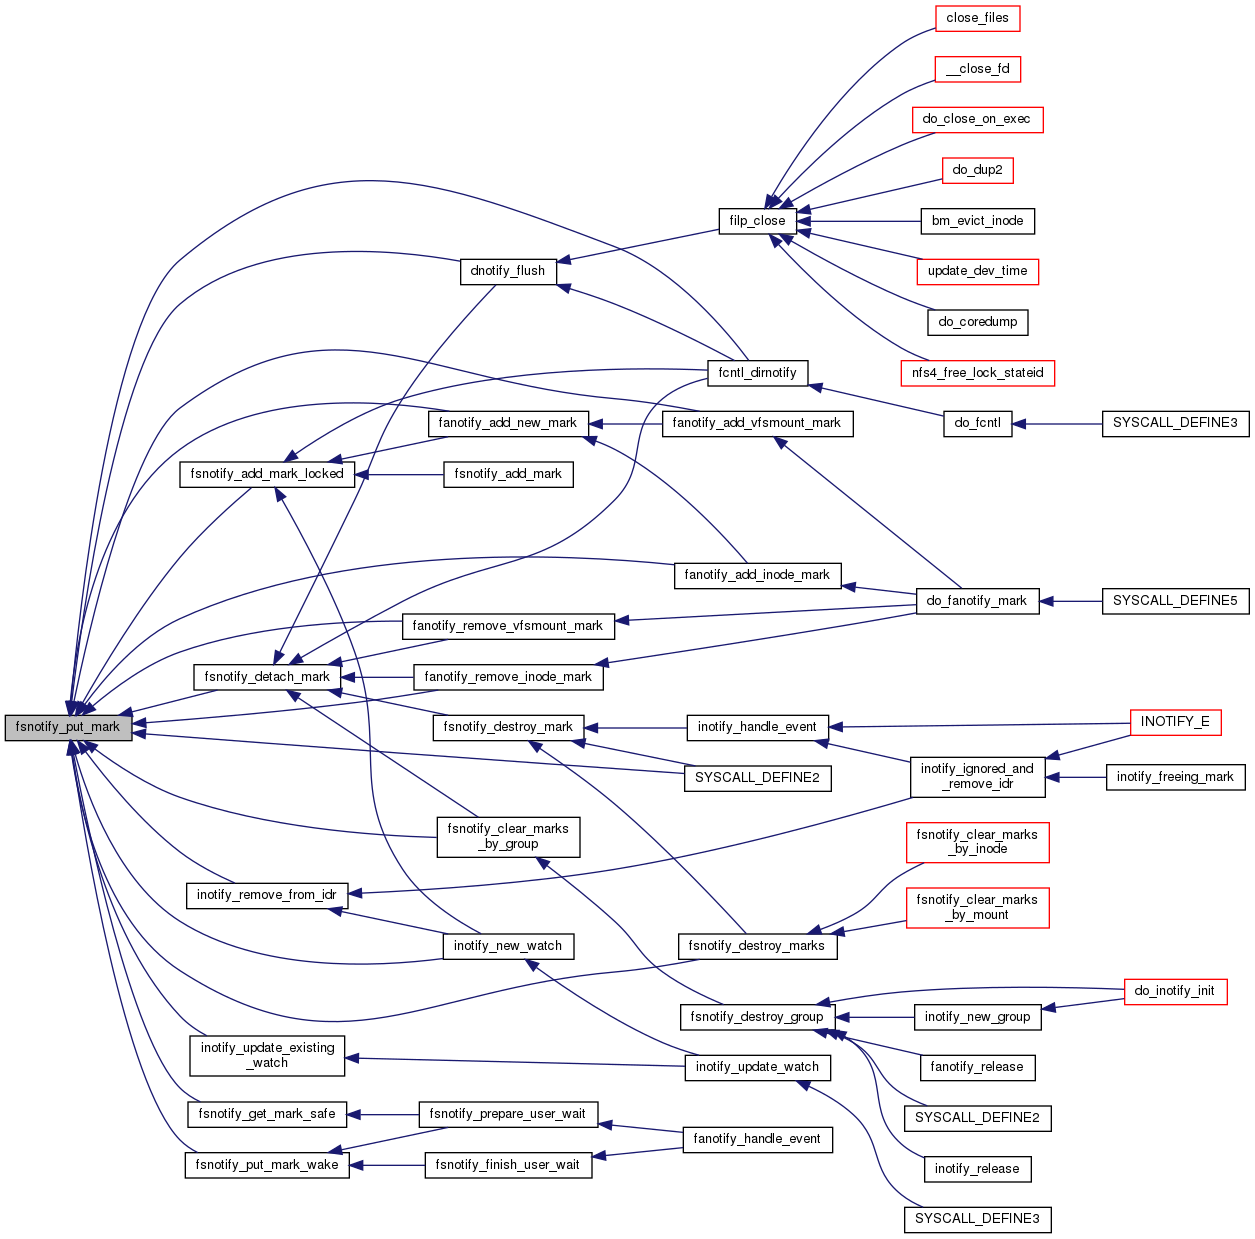 close_files
__close_fd
do_close_on_exec
do_dup2
filp_close
bm_evict_inode
dnotify_flush
update_dev_time
do_coredump
fcntl_dirnotify
nfs4_free_lock_stateid
fanotify_add_new_mark
fanotify_add_vfsmount_mark
do_fcntl
SYSCALL_DEFINE3
fsnotify_add_mark_locked
fsnotify_add_mark
fanotify_add_inode_mark
do_fanotify_mark
SYSCALL_DEFINE5
fanotify_remove_vfsmount_mark
fsnotify_detach_mark
fanotify_remove_inode_mark
fsnotify_put_mark
fsnotify_destroy_mark
inotify_handle_event
INOTIFY_E
SYSCALL_DEFINE2
inotify_ignored_and
_remove_idr
inotify_freeing_mark
fsnotify_clear_marks
_by_group
fsnotify_clear_marks
_by_inode
inotify_remove_from_idr
fsnotify_clear_marks
_by_mount
inotify_new_watch
fsnotify_destroy_marks
do_inotify_init
fsnotify_destroy_group
inotify_new_group
inotify_update_existing
_watch
inotify_update_watch
fanotify_release
fsnotify_get_mark_safe
fsnotify_prepare_user_wait
SYSCALL_DEFINE2
fanotify_handle_event
fsnotify_put_mark_wake
fsnotify_finish_user_wait
inotify_release
SYSCALL_DEFINE3